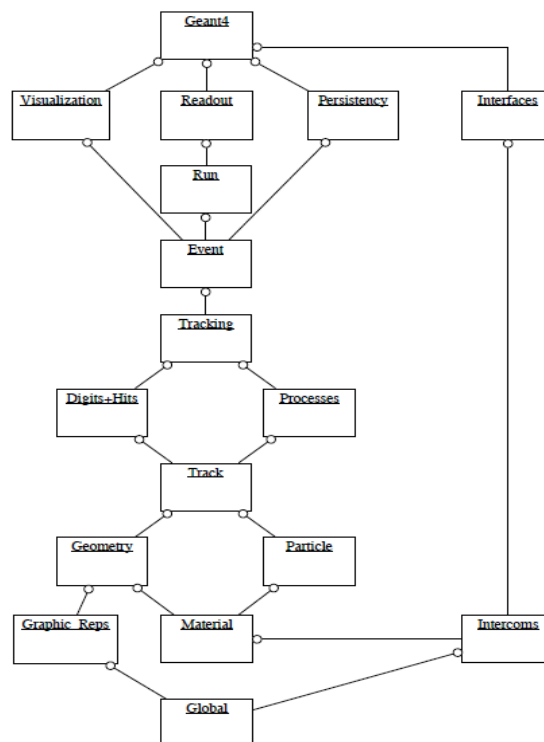 Geant4
Visualization
Readout
Persistency
Interfaces
Run
Event
Tracking
Digits+Hits
Processes
Track
Geometry
Particle
Graphic_Reps
Material
Intercoms
Global